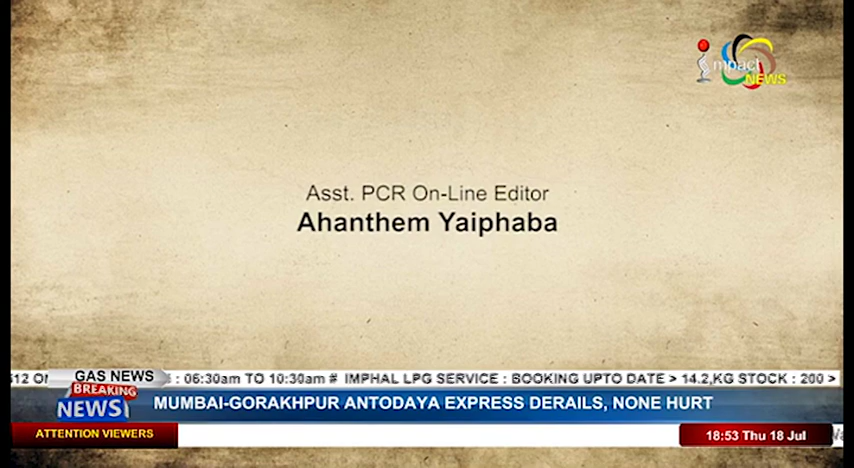 impact
NEWS
Asst. PCR On-Line Editor
Ahanthem Yaiphaba
GAS NEWS
: 06:30am TO 10:30am # IMPHAL LPG SERVICE : BOOKING UPTO DATE > 14.2,KG STOCK : 200 >
BREAKING
NEWS
MUMBAI-GORAKHPUR ANTODAYA EXPRESS DERAILS, NONE HURT
ATTENTION VIEWERS
18:53 Thu 18 Jul